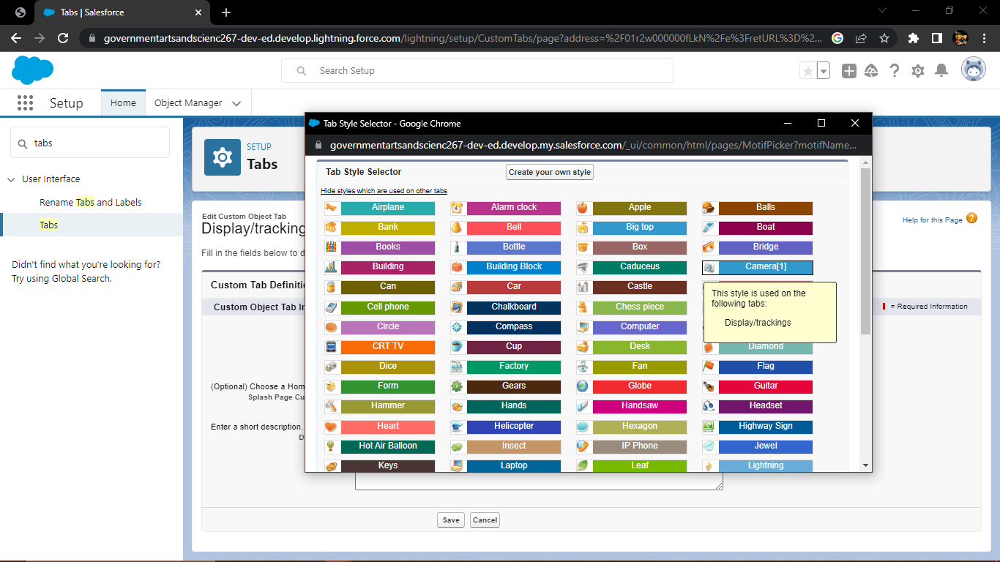 Tabs | Salesforce
governmentartsandscienc267-dev-ed.develop.lightning.force.com/lightning/setup/CustomTabs/page?address=%2F01r2w000000fLkN%2Fe%3FretURL%3D%2...
Search Setup
Setup
Home
Object Manager
tabs
User Interface
Rename Tabs and Labels
Tabs
Didn't find what you're looking for?
Try using Global Search.
SETUP
Tabs
Edit Custom Object Tab
Display/tracking
Help for this Page
Fill in the fields below to d
Custom Tab Definitio
Custom Object Tab In
= Required Information
(Optional) Choose a Hom
Splash Page Cu
Enter a short description.
D
Save
Cancel
Tab Style Selector - Google Chrome
governmentartsandscienc267-dev-ed.develop.my.salesforce.com/_ui/common/html/pages/MotifPicker?motifName...
Tab Style Selector
Create your own style
Hide styles which are used on other tabs
Airplane Alarm clock Apple Balls
Bank Bell Big top Boat
Books Bottle Box Bridge
Building Building Block Caduceus Camera[1]
Can Car Castle
Cell phone Chalkboard Chess piece
Circle Compass Computer
CRT TV Cup Desk Diamond
Dice Factory Fan Flag
Form Gears Globe Guitar
Hammer Hands Handsaw Headset
Heart Helicopter Hexagon Highway Sign
Hot Air Balloon Insect IP Phone Jewel
Keys Laptop Leaf Lightning
This style is used on the
following tabs:
Display/trackings